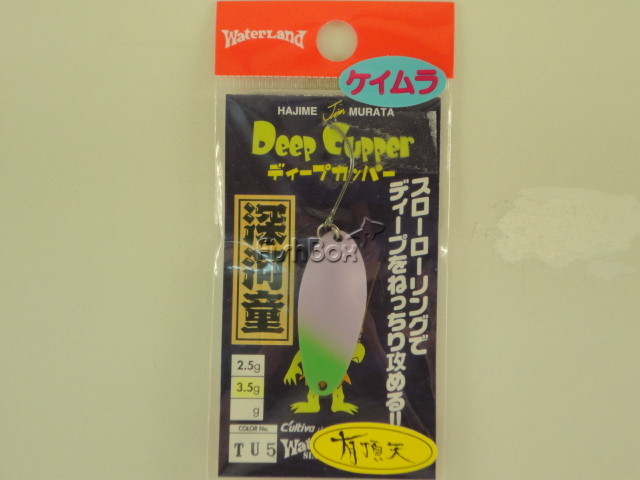 WATERLAND
ケイムラ
HAJIME Jim MURATA
Deep Cupper
ディープカッパー
スローローリングで
ディープをねっちり攻める!!
深河童
2.5g
3.5g
g
COLOR No.
TU5
C'ultiva
有頂天